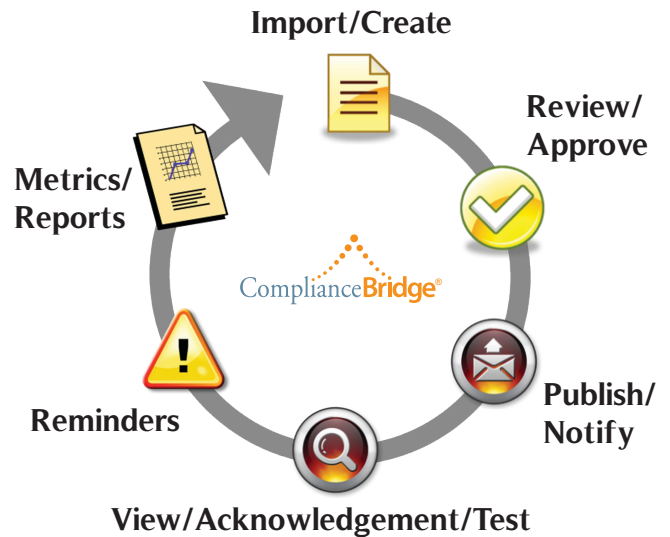 Import/Create
Review/
Approve
Metrics/
Reports
ComplianceBridge®
Publish/
Notify
Reminders
View/Acknowledgement/Test